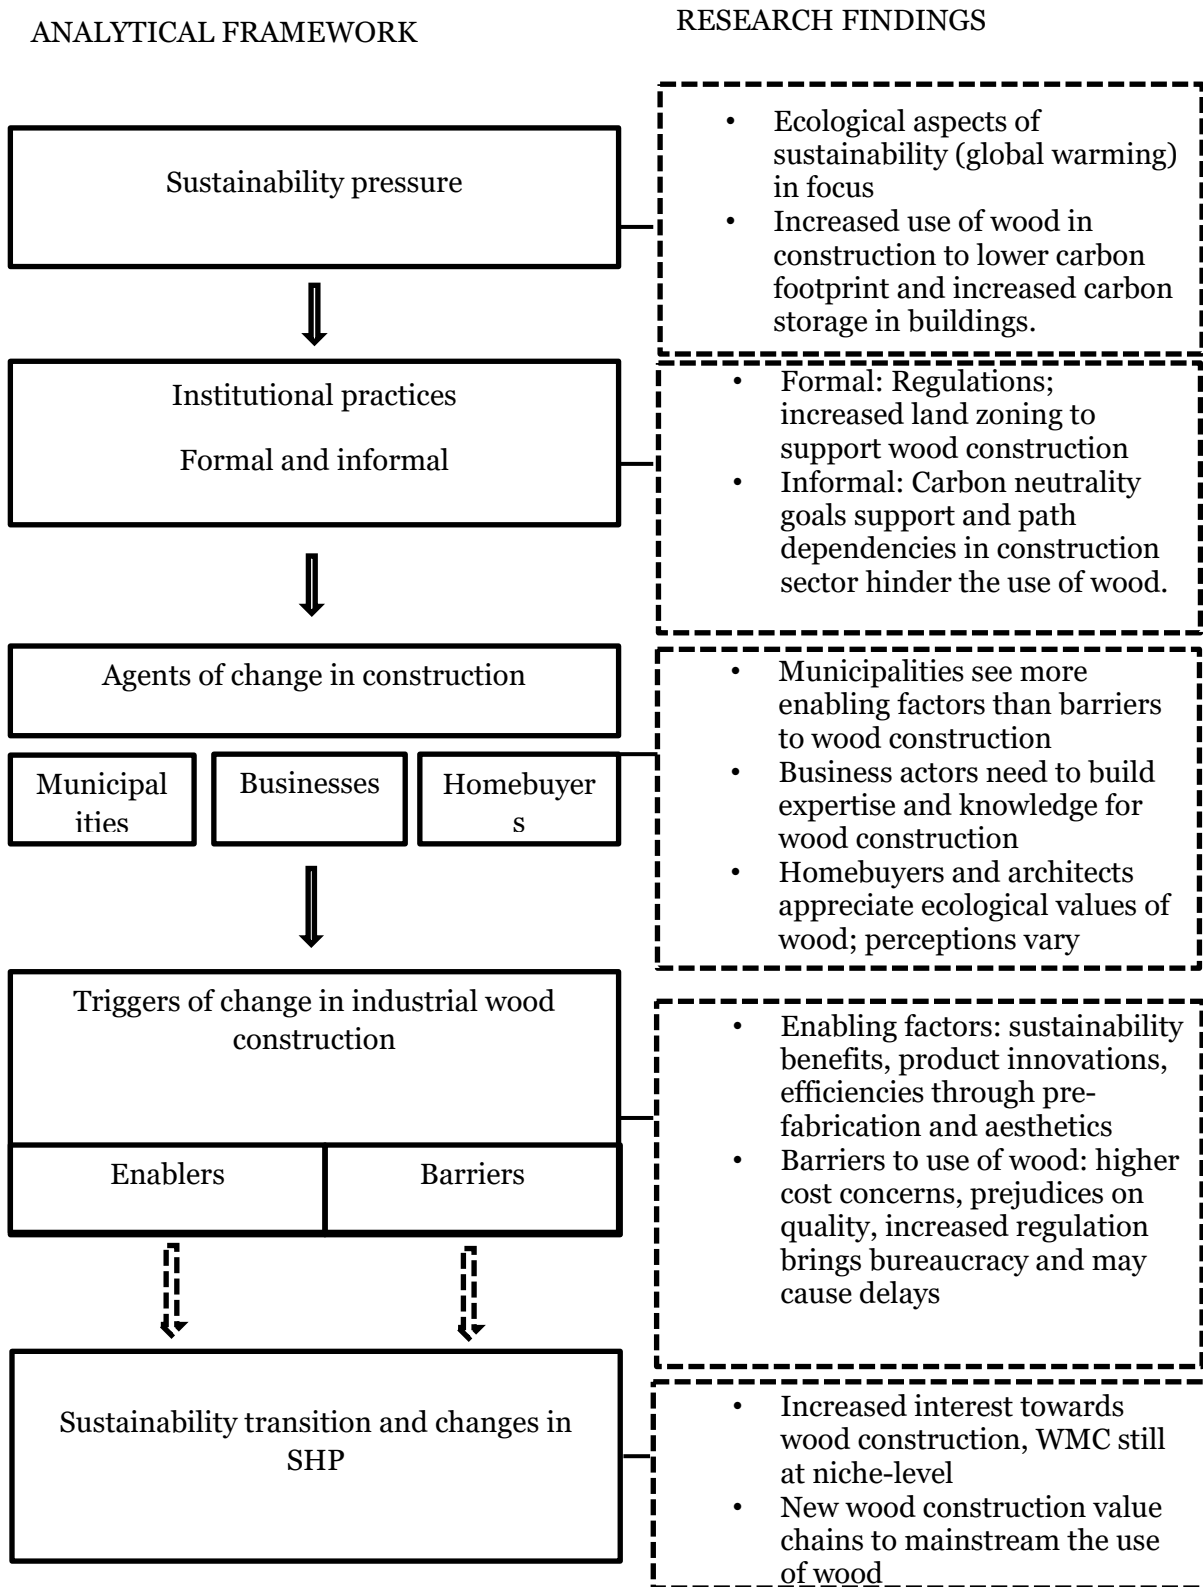 ANALYTICAL FRAMEWORK
RESEARCH FINDINGS
Sustainability pressure
• Ecological aspects of
sustainability (global warming)
in focus
• Increased use of wood in
construction to lower carbon
footprint and increased carbon
storage in buildings.
Institutional practices
Formal and informal
• Formal: Regulations;
increased land zoning to
support wood construction
• Informal: Carbon neutrality
goals support and path
dependencies in construction
sector hinder the use of wood.
Agents of change in construction
Municipal
ities
Businesses
Homebuyer
s
• Municipalities see more
enabling factors than barriers
to wood construction
• Business actors need to build
expertise and knowledge for
wood construction
• Homebuyers and architects
appreciate ecological values of
wood; perceptions vary
Triggers of change in industrial wood
construction
Enablers
Barriers
• Enabling factors: sustainability
benefits, product innovations,
efficiencies through pre-
fabrication and aesthetics
• Barriers to use of wood: higher
cost concerns, prejudices on
quality, increased regulation
brings bureaucracy and may
cause delays
Sustainability transition and changes in
SHP
• Increased interest towards
wood construction, WMC still
at niche-level
• New wood construction value
chains to mainstream the use
of wood